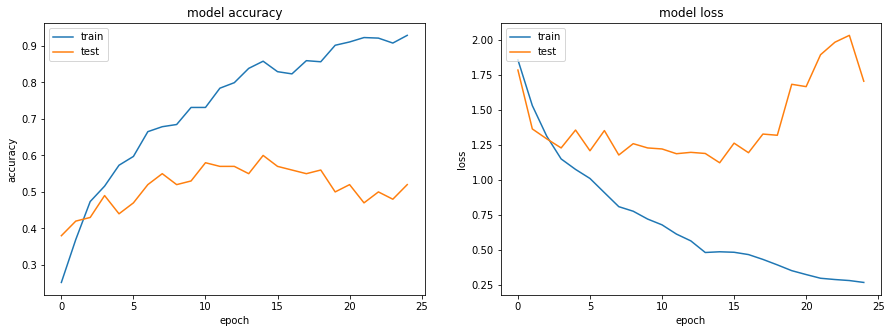 model accuracy
train
test
0.9
0.8
0.7
0.6
0.5
0.4
0.3
accuracy
0 5 10 15 20 25
epoch
model loss
train
test
2.00
1.75
1.50
1.25
1.00
0.75
0.50
0.25
loss
0 5 10 15 20 25
epoch